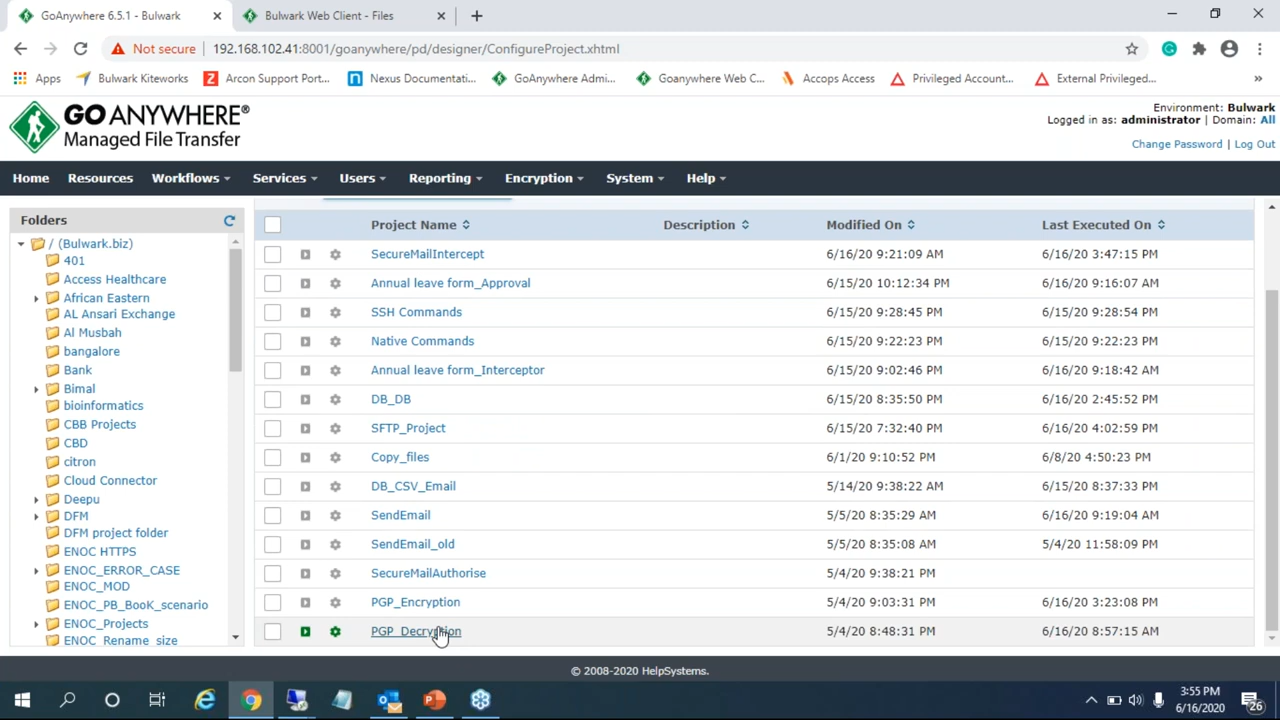 GoAnywhere 6.5.1 - Bulwark
Bulwark Web Client - Files
Not secure 192.168.102.41:8001/goanywhere/pd/designer/ConfigureProject.xhtml
Apps Bulwark Kiteworks Arcon Support Port... Nexus Documentati... GoAnywhere Admi... Goanywhere Web C... Accops Access Privileged Account... External Privileged... »
GO ANYWHERE®
Managed File Transfer
Environment: Bulwark
Logged in as: administrator | Domain: All
Change Password | Log Out
Home Resources Workflows Services Users Reporting Encryption System Help
Folders
/ (Bulwark.biz)
401
Access Healthcare
African Eastern
AL Ansari Exchange
Al Musbah
bangalore
Bank
Bimal
bioinformatics
CBB Projects
CBD
citron
Cloud Connector
Deepu
DFM
DFM project folder
ENOC HTTPS
ENOC_ERROR_CASE
ENOC_MOD
ENOC_PB_BooK_scenario
ENOC_Projects
ENOC_Rename_size
Project Name Description Modified On Last Executed On
SecureMailIntercept 6/16/20 9:21:09 AM 6/16/20 3:47:15 PM
Annual leave form_Approval 6/15/20 10:12:34 PM 6/16/20 9:16:07 AM
SSH Commands 6/15/20 9:28:45 PM 6/15/20 9:28:54 PM
Native Commands 6/15/20 9:22:23 PM 6/15/20 9:22:23 PM
Annual leave form_Interceptor 6/15/20 9:02:46 PM 6/16/20 9:18:42 AM
DB_DB 6/15/20 8:35:50 PM 6/16/20 2:45:52 PM
SFTP_Project 6/15/20 7:32:40 PM 6/16/20 4:02:59 PM
Copy_files 6/1/20 9:10:52 PM 6/8/20 4:50:23 PM
DB_CSV_Email 5/14/20 9:38:22 AM 6/15/20 8:37:33 PM
SendEmail 5/5/20 8:35:29 AM 6/16/20 9:19:04 AM
SendEmail_old 5/5/20 8:35:08 AM 5/4/20 11:58:09 PM
SecureMailAuthorise 5/4/20 9:38:21 PM
PGP_Encryption 5/4/20 9:03:31 PM 6/16/20 3:23:08 PM
PGP_Decryption 5/4/20 8:48:31 PM 6/16/20 8:57:15 AM
© 2008-2020 HelpSystems.
3:55 PM
6/16/2020
26